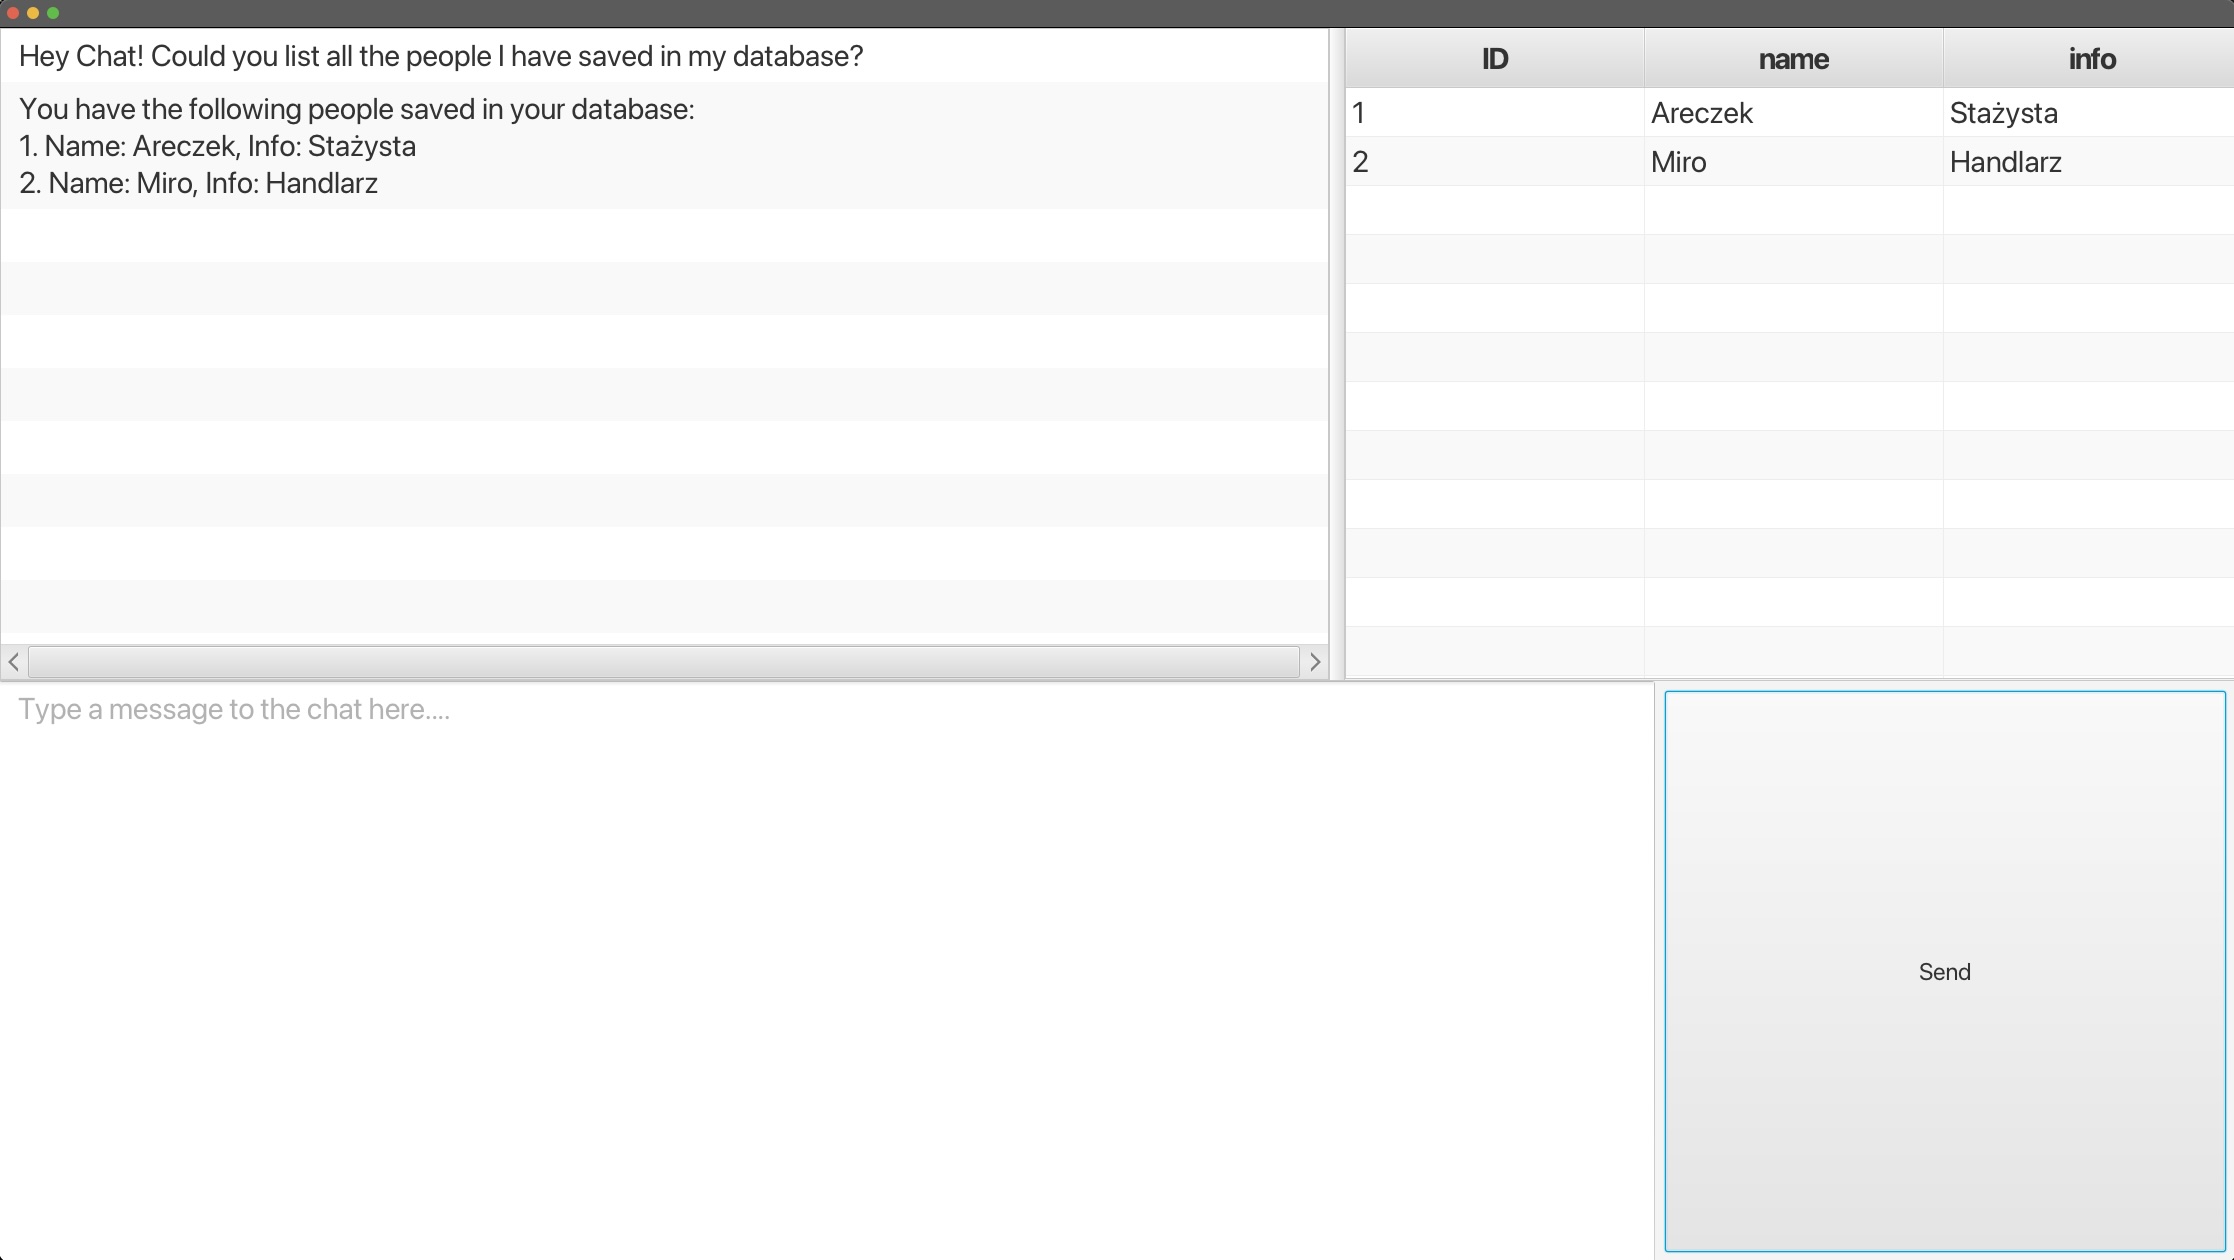 Hey Chat! Could you list all the people I have saved in my database?
You have the following people saved in your database:
1. Name: Areczek, Info: Stażysta
2. Name: Miro, Info: Handlarz
ID name info
1 Areczek Stażysta
2 Miro Handlarz
Type a message to the chat here....
Send